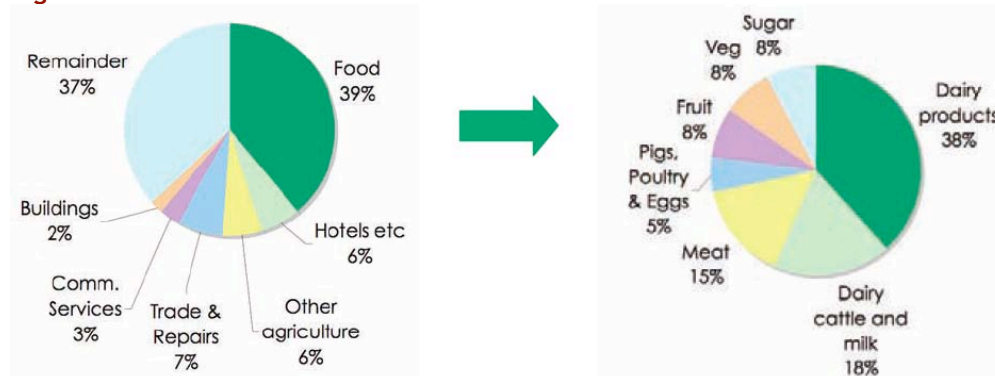 Remainder
37%
Food
39%
Hotels etc
6%
Other
agriculture
6%
Trade &
Repairs
7%
Comm.
Services
3%
Buildings
2%
Sugar
8%
Veg
8%
Fruit
8%
Pigs,
Poultry
& Eggs
5%
Meat
15%
Dairy
cattle and
milk
18%
Dairy
products
38%